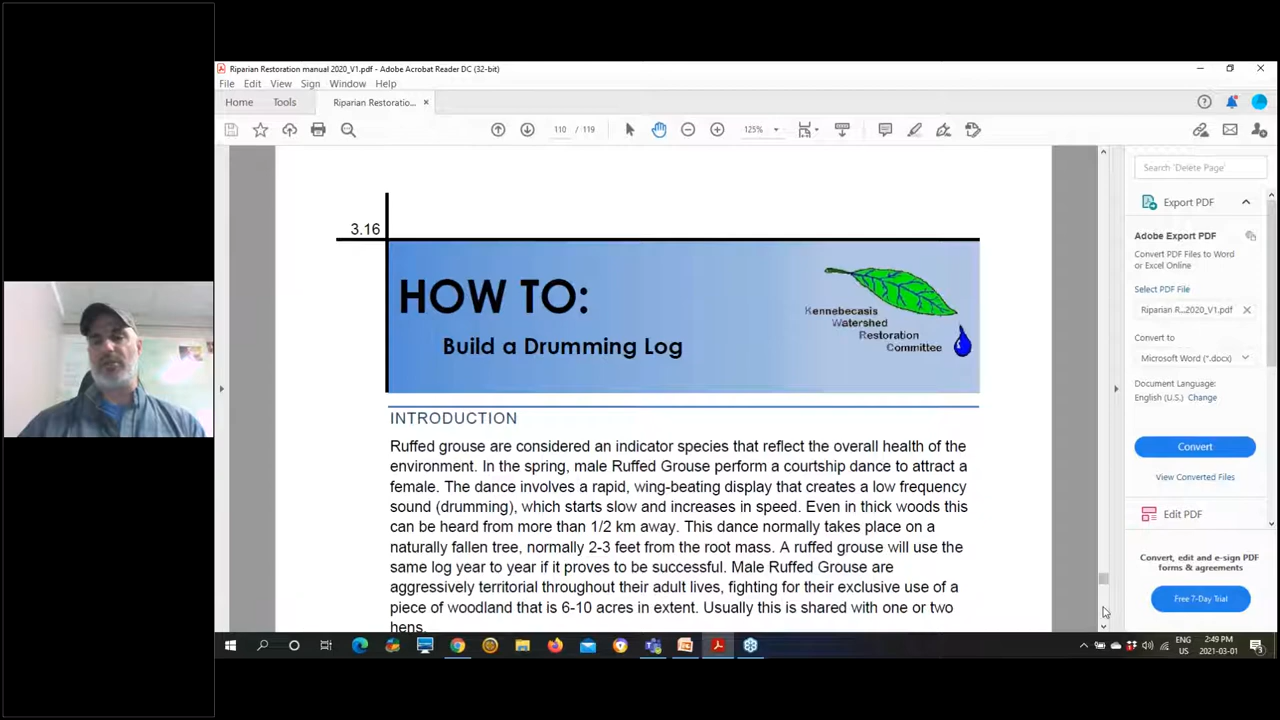 Riparian Restoration manual 2020_V1.pdf - Adobe Acrobat Reader DC (32-bit)
File Edit View Sign Window Help
Home Tools Riparian Restoratio... ×
110 / 119 125%
Search 'Delete Page'
Export PDF
Adobe Export PDF
Convert PDF Files to Word
or Excel Online
Select PDF File
Riparian R...2020_V1.pdf ×
Convert to
Microsoft Word (*.docx)
Document Language:
English (U.S.) Change
Convert
View Converted Files
Edit PDF
Convert, edit and e-sign PDF
forms & agreements
Free 7-Day Trial
3.16
HOW TO:
Build a Drumming Log
Kennebecasis
Watershed
Restoration
Committee
INTRODUCTION
Ruffed grouse are considered an indicator species that reflect the overall health of the
environment. In the spring, male Ruffed Grouse perform a courtship dance to attract a
female. The dance involves a rapid, wing-beating display that creates a low frequency
sound (drumming), which starts slow and increases in speed. Even in thick woods this
can be heard from more than 1/2 km away. This dance normally takes place on a
naturally fallen tree, normally 2-3 feet from the root mass. A ruffed grouse will use the
same log year to year if it proves to be successful. Male Ruffed Grouse are
aggressively territorial throughout their adult lives, fighting for their exclusive use of a
piece of woodland that is 6-10 acres in extent. Usually this is shared with one or two
hens.
ENG
US
2:49 PM
2021-03-01